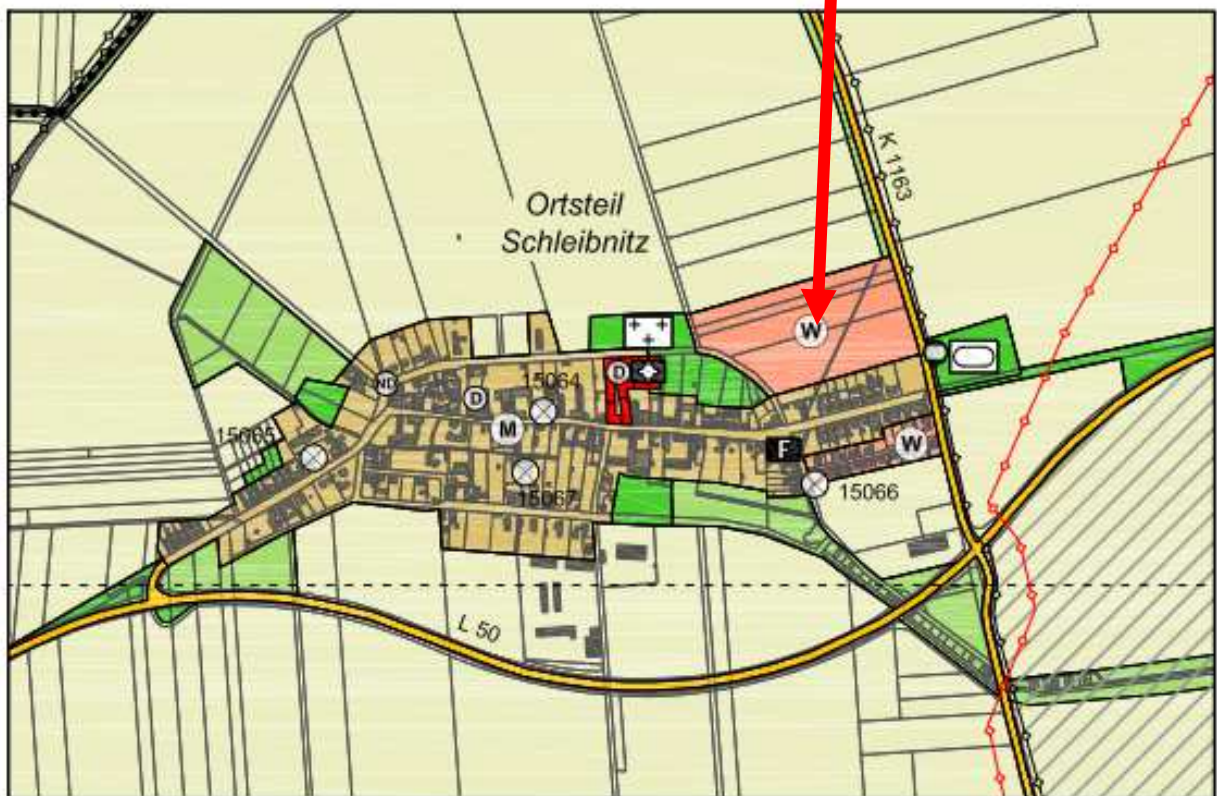 K 1163
Ortsteil
Schleibnitz
W
D
15064
ND
D
M
15065
F
W
15067
15066
L 50